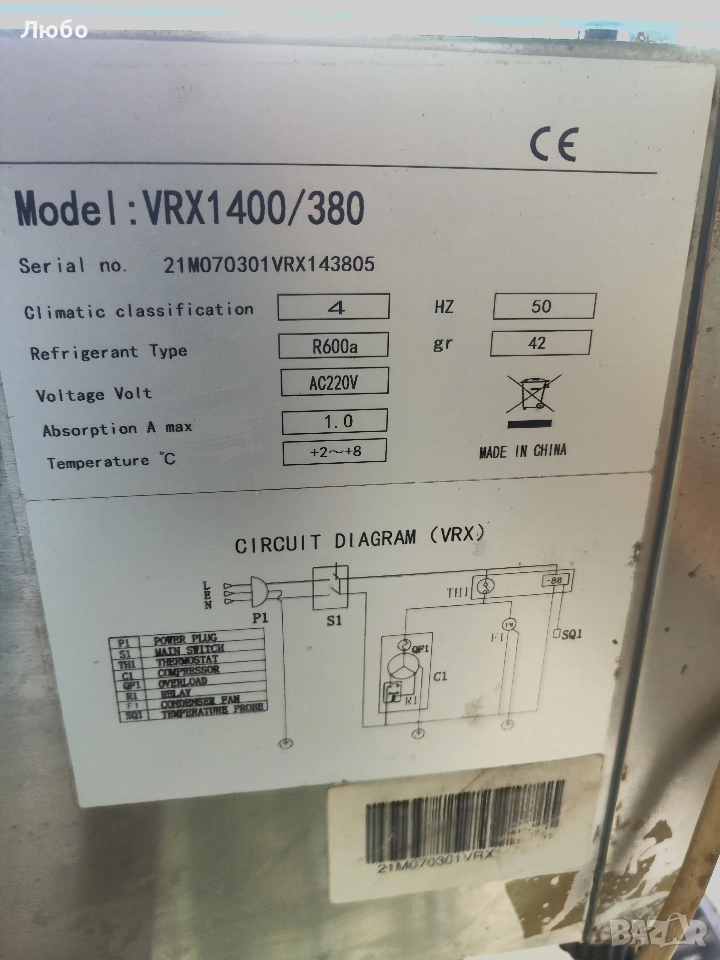 Любо
CE
Model:VRX1400/380
Serial no. 21M070301VRX143805
Climatic classification 4 HZ 50
Refrigerant Type R600a gr 42
Voltage Volt AC220V
Absorption A max 1.0
Temperature ℃ +2～+8
MADE IN CHINA
CIRCUIT DIAGRAM (VRX)
L
E
N
P1
S1
TH1
-88
QP1
C1
R1
F1
SQ1
P1 POWER PLUG
S1 MAIN SWITCH
TH1 THERMOSTAT
C1 COMPRESSOR
QP1 OVERLOAD
R1 RELAY
F1 CONDENSER FAN
SQ1 TEMPERATURE PROBE
21M070301VRX
BAZAR